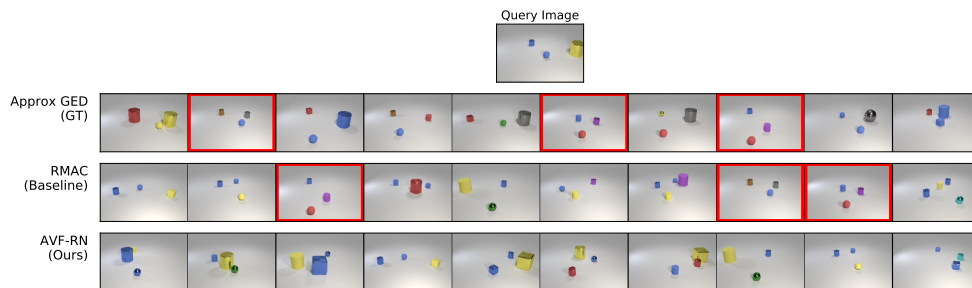 Query Image
Approx GED
(GT)
RMAC
(Baseline)
AVF-RN
(Ours)